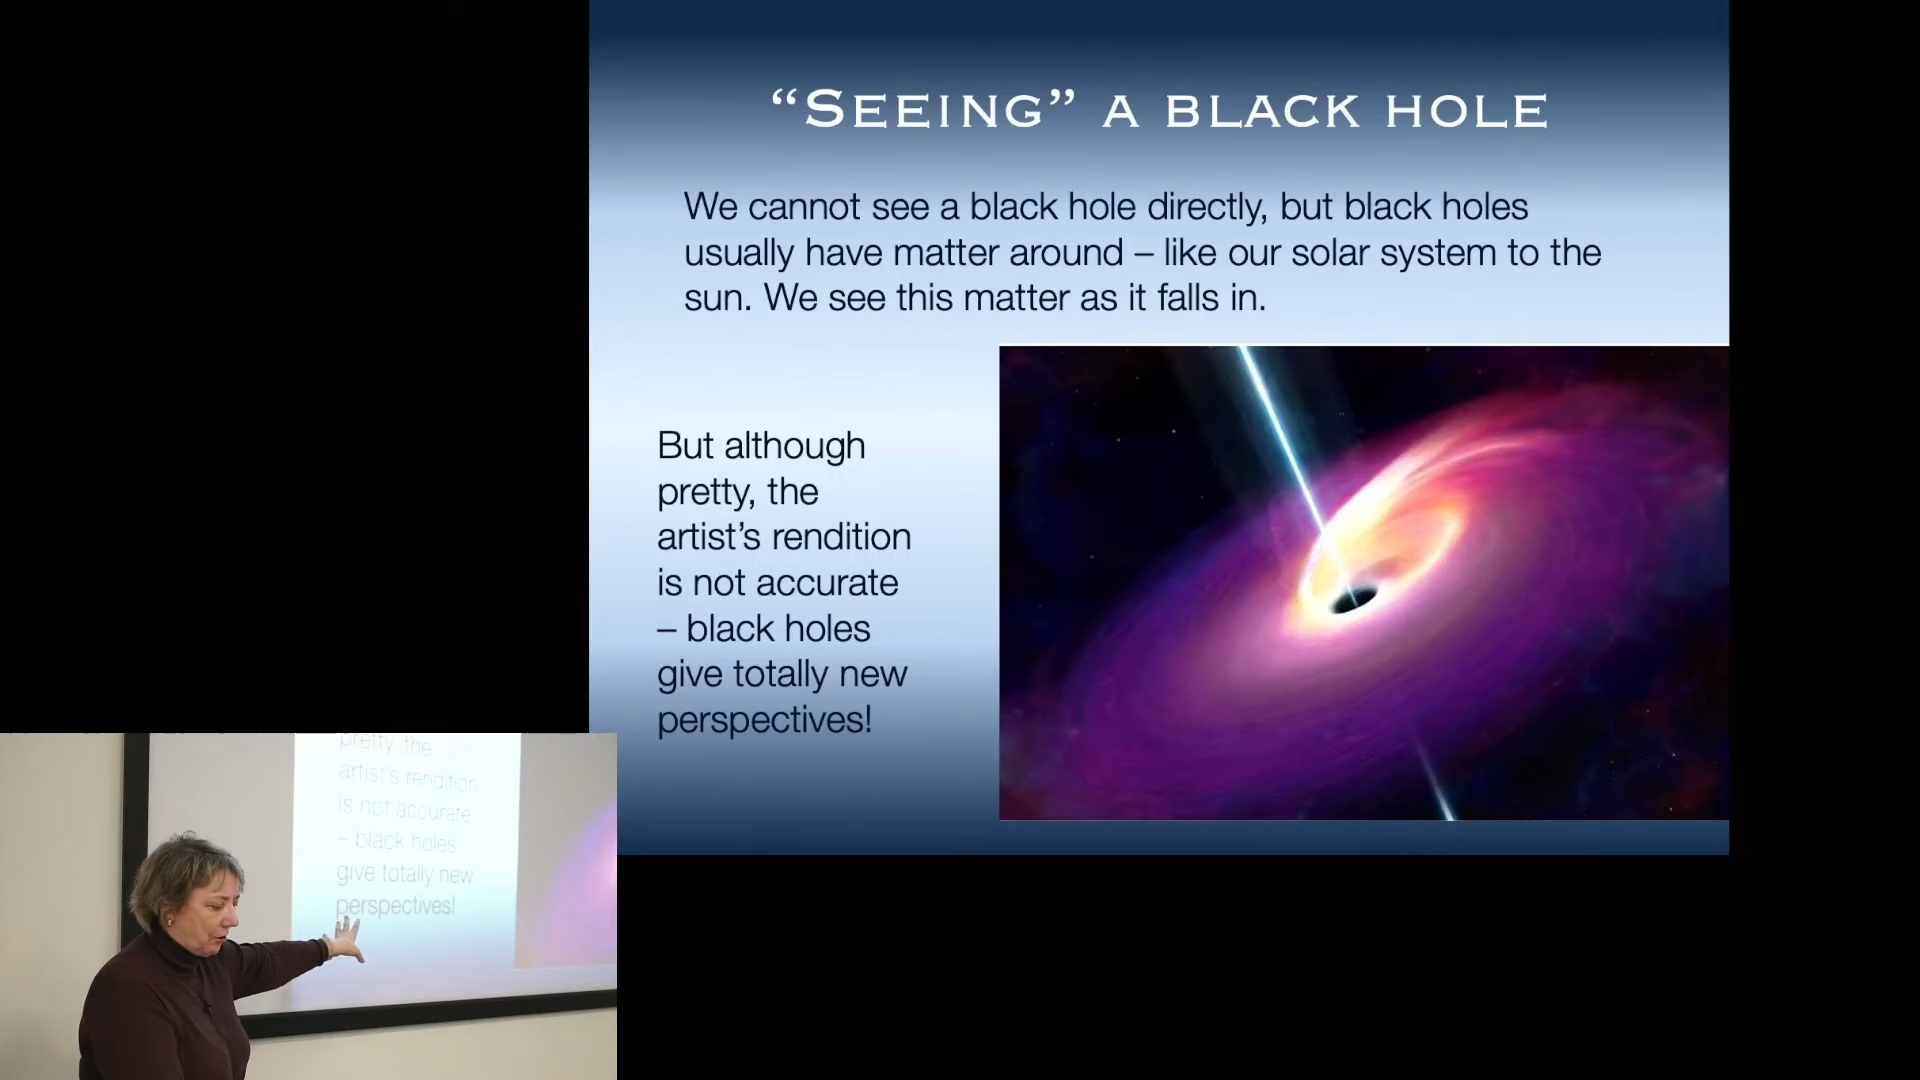 “SEEING” A BLACK HOLE
We cannot see a black hole directly, but black holes
usually have matter around – like our solar system to the
sun. We see this matter as it falls in.
But although
pretty, the
artist’s rendition
is not accurate
– black holes
give totally new
perspectives!
pretty, the
artist’s rendition
is not accurate
– black holes
give totally new
perspectives!